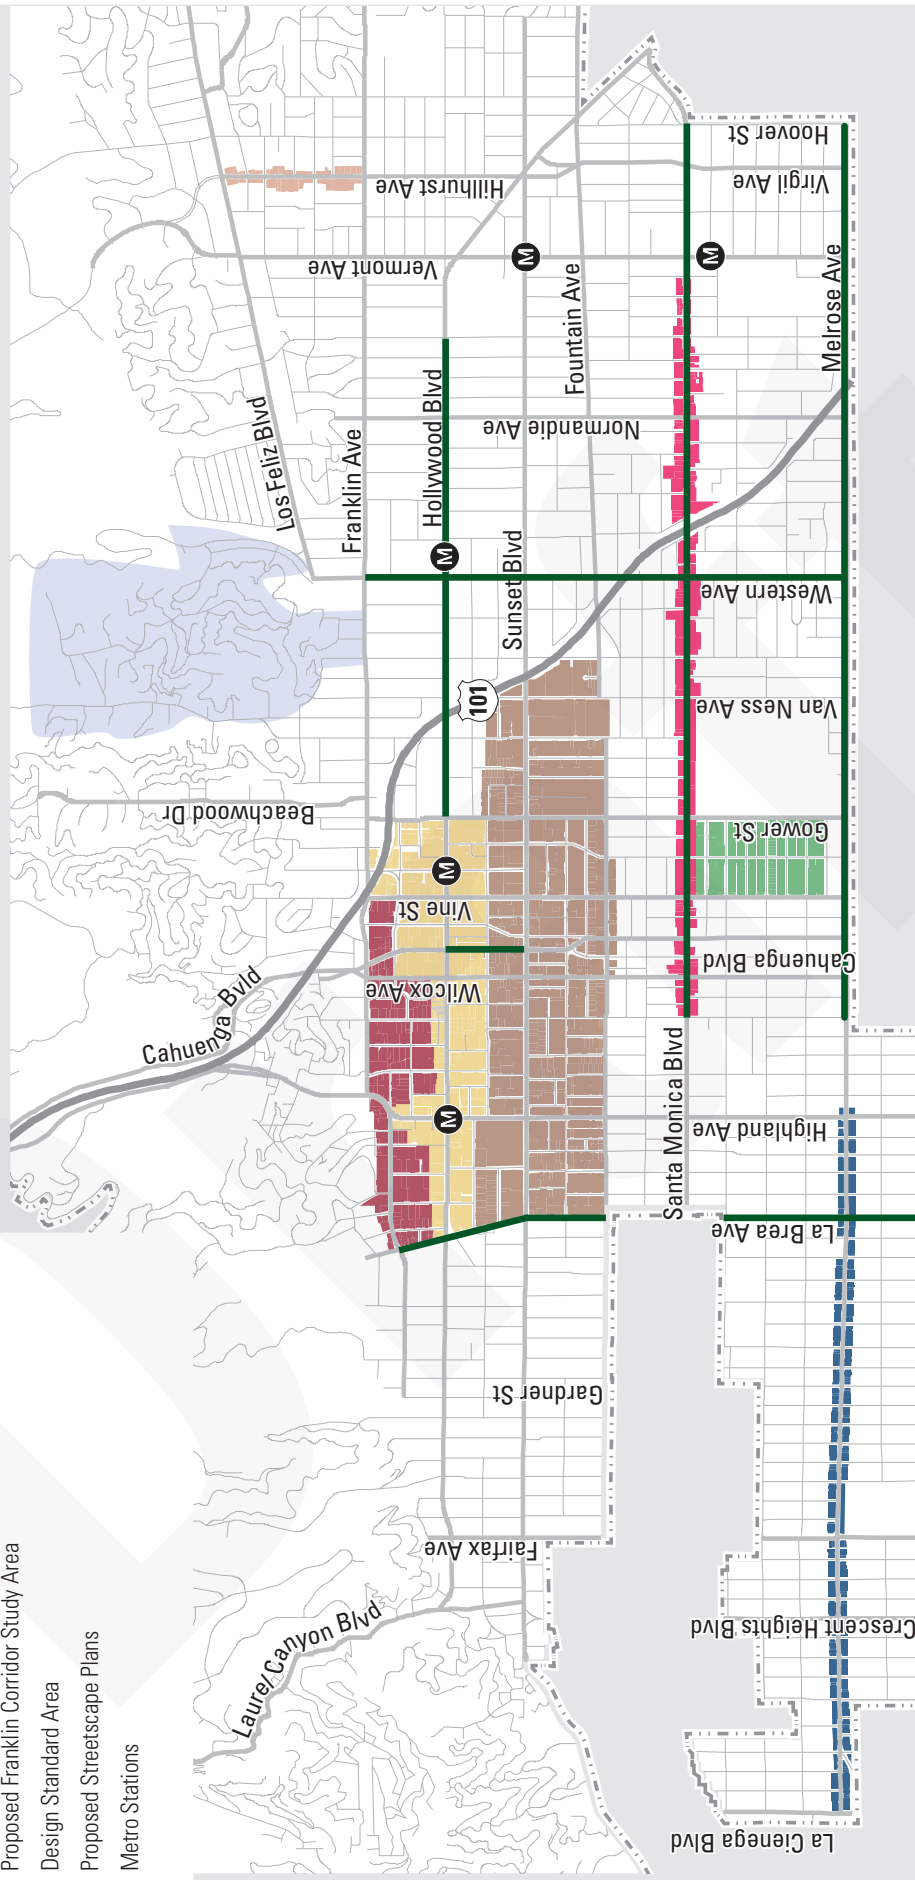 Proposed Franklin Corridor Study Area
Design Standard Area
Proposed Streetscape Plans
Metro Stations
Laurel Canyon Blvd
Fairfax Ave
Gardner St
La Cienega Blvd
Crescent Heights Blvd
La Brea Ave
Highland Ave
Santa Monica Blvd
Cahuenga Bvld
Wilcox Ave
Cahuenga Blvd
Vine St
Gower St
Beachwood Dr
Van Ness Ave
Western Ave
101
Sunset Blvd
Hollywood Blvd
Franklin Ave
Los Feliz Blvd
Normandie Ave
Fountain Ave
Melrose Ave
Vermont Ave
Hillhurst Ave
Virgil Ave
Hoover St
M
M
M
M
M